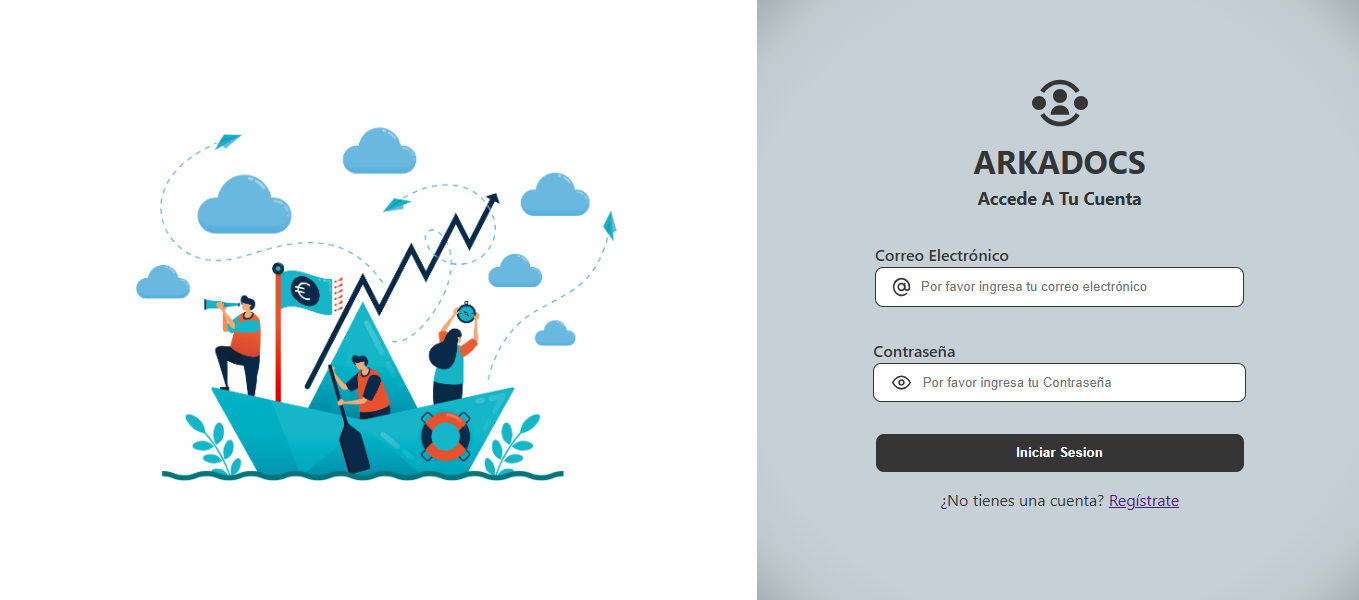 ARKADOCS
Accede A Tu Cuenta
Correo Electrónico
Por favor ingresa tu correo electrónico
Contraseña
Por favor ingresa tu Contraseña
Iniciar Sesion
¿No tienes una cuenta? Regístrate